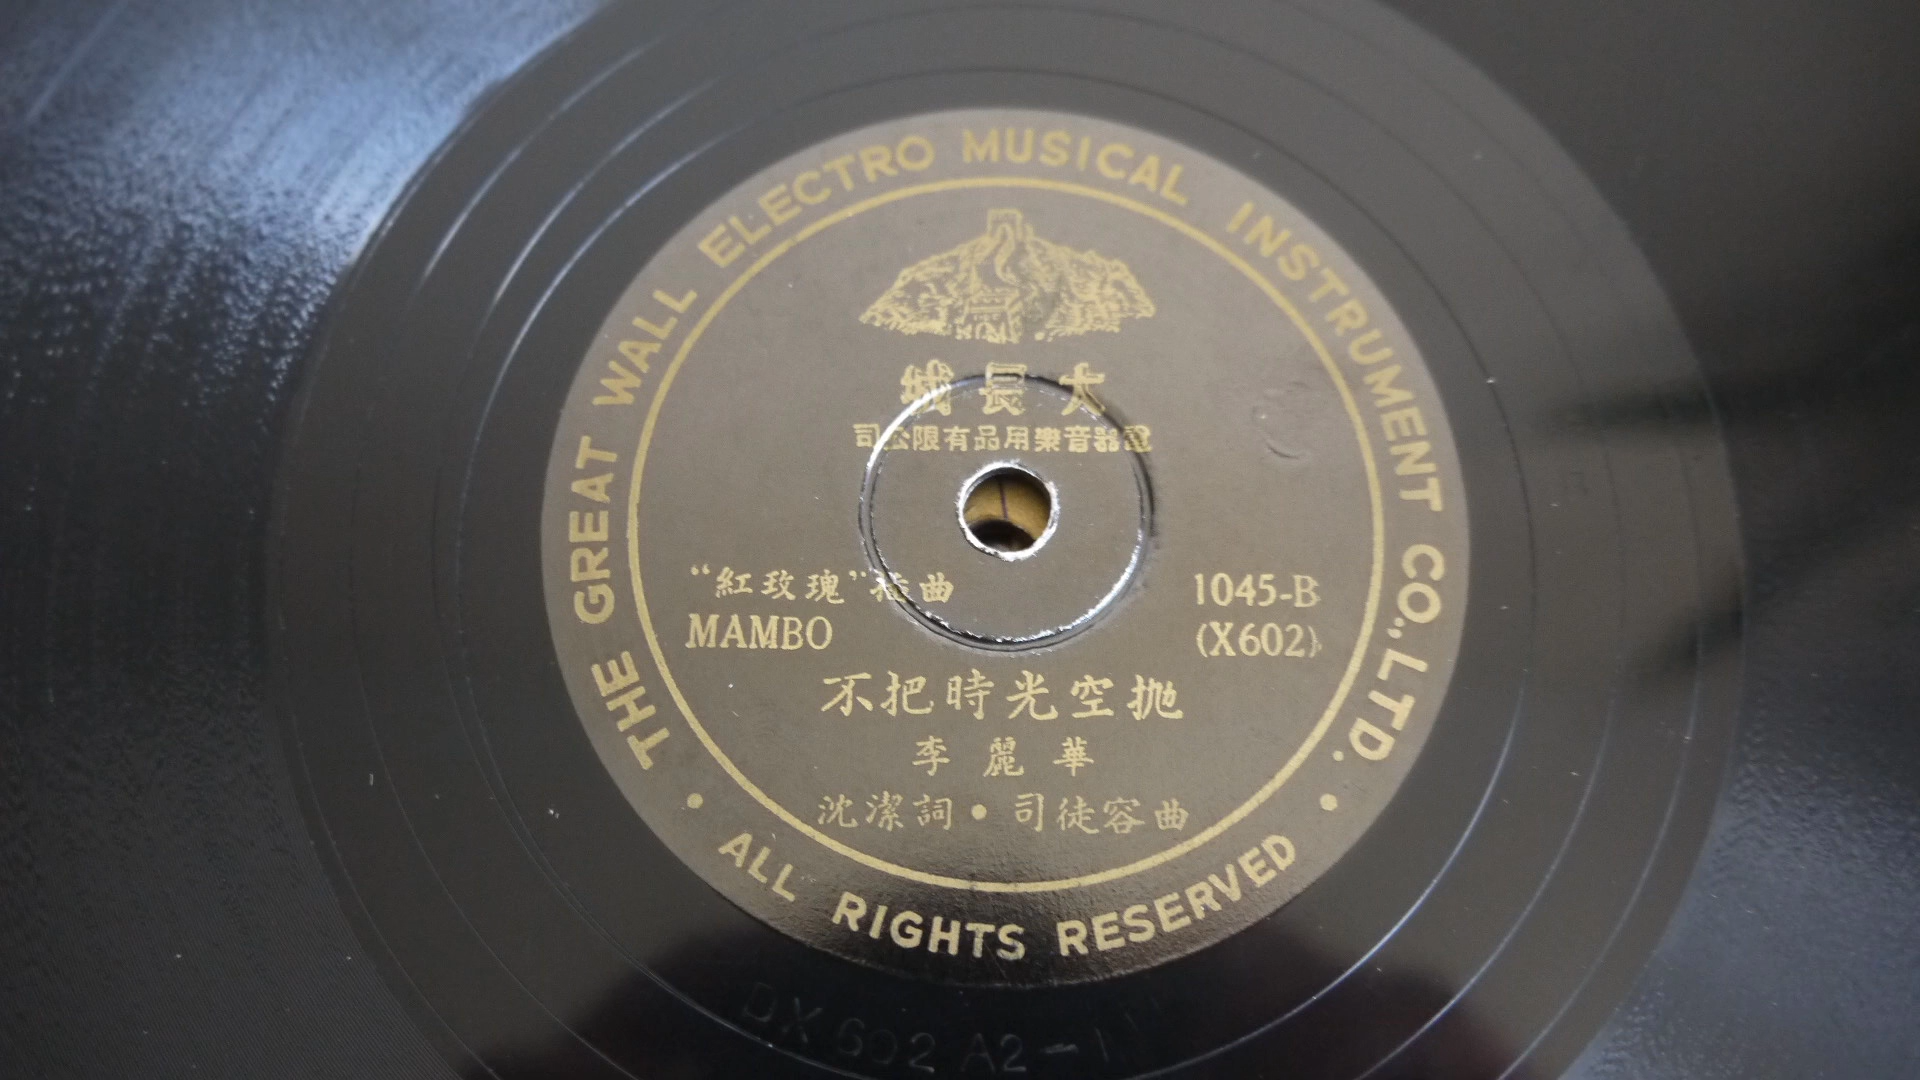 THE GREAT WALL ELECTRO MUSICAL INSTRUMENT CO., LTD.
大長城
電器音樂用品有限公司
“紅玫瑰”插曲
1045-B
MAMBO
(X602)
不把時光空拋
李麗華
沈潔詞•司徒容曲
ALL RIGHTS RESERVED
DX 602 A2-1